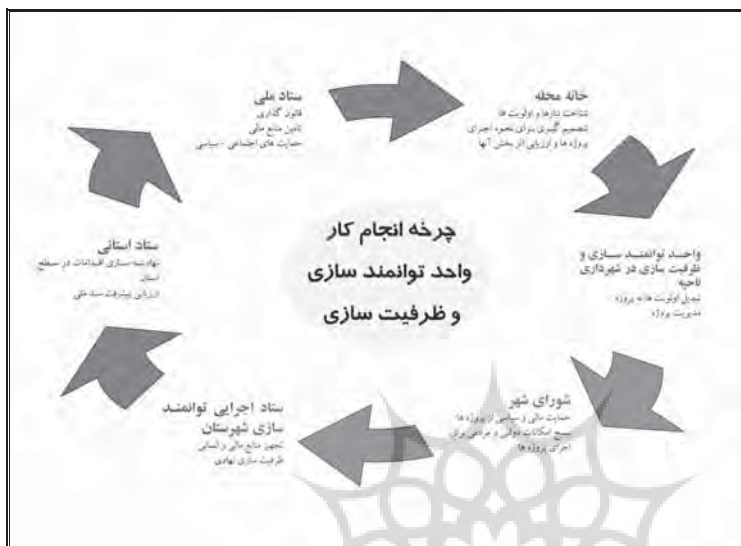 ستاد ملی
قانون گذاری
تامین منابع مالی
حمایت های اجتماعی - سیاسی
خانه محله
شناخت نیازها و اولویت ها
تصمیم گیری برای نحوه اجرای
پروژه ها و ارزیابی اثر بخش آنها
واحد توانمند سازی و
ظرفیت سازی در شهرداری
ناحیه
تبدیل اولویت ها به پروژه
مدیریت پروژه
شورای شهر
حمایت مالی و سیاسی از پروژه ها
بسیج امکانات دولتی و مردمی برای
اجرای پروژه ها
ستاد اجرایی توانمند
سازی شهرستان
تجهیز منابع مالی و انسانی
ظرفیت سازی نهادی
ستاد استانی
نهادینه سازی اقدامات در سطح
استان
ارزیابی پیشرفت سند ملی
چرخه انجام کار
واحد توانمند سازی
و ظرفیت سازی